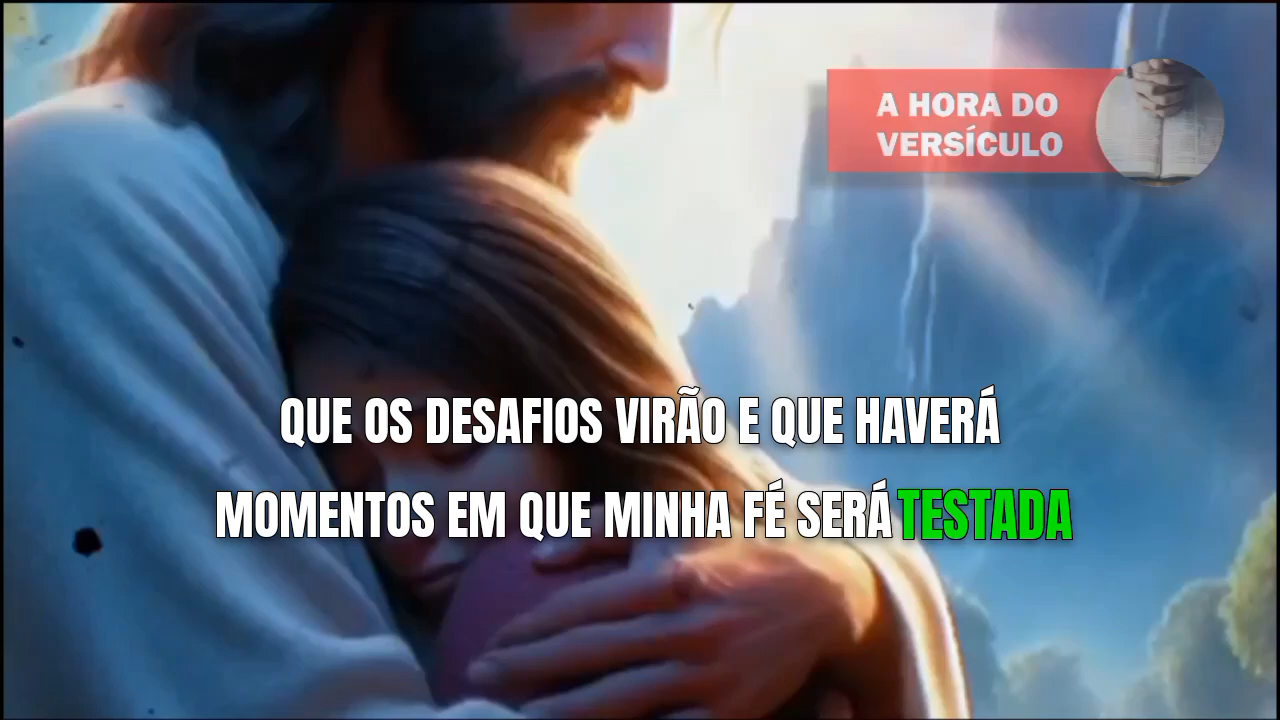 A HORA DO
VERSÍCULO
QUE OS DESAFIOS VIRÃO E QUE HAVERÁ
MOMENTOS EM QUE MINHA FÉ SERÁ TESTADA